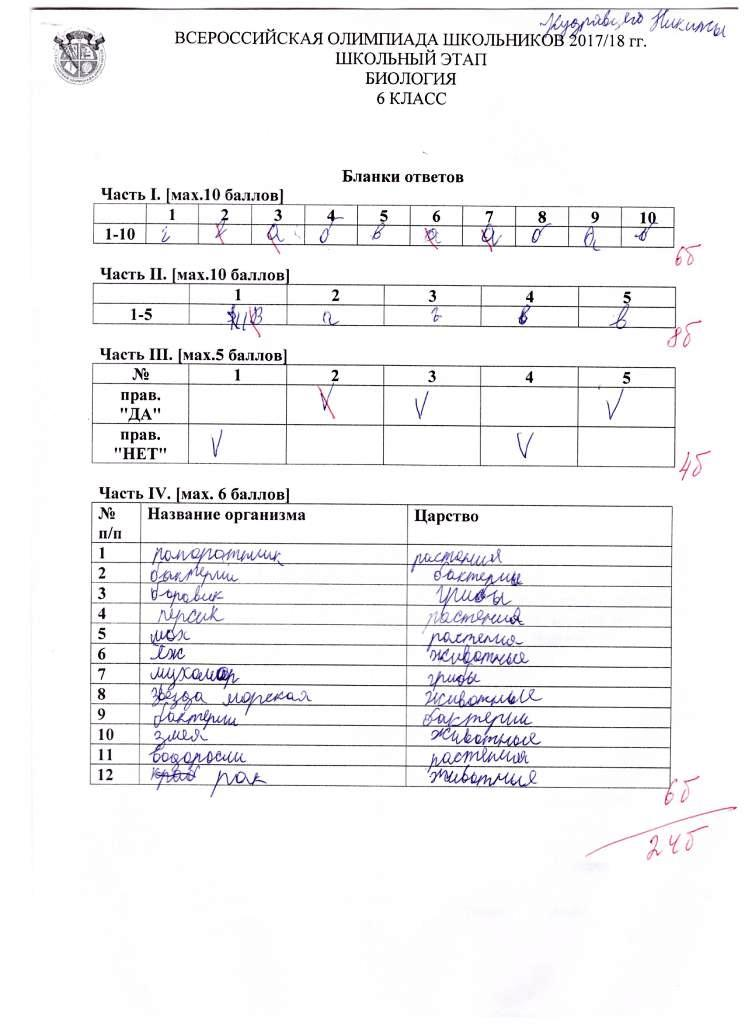 Кудрявцего Никиты
ВСЕРОССИЙСКАЯ ОЛИМПИАДА ШКОЛЬНИКОВ 2017/18 гг.
ШКОЛЬНЫЙ ЭТАП
БИОЛОГИЯ
6 КЛАСС
Бланки ответов
Часть I. [мах.10 баллов]
1 2 3 4 5 6 7 8 9 10
1-10 г а б в а а б в
6б
Часть II. [мах.10 баллов]
1 2 3 4 5
1-5 в а г в в
8б
Часть III. [мах.5 баллов]
№ 1 2 3 4 5
прав. "ДА" V V V
прав. "НЕТ" V V
4б
Часть IV. [мах. 6 баллов]
№ п/п Название организма Царство
1 папоротник растения
2 бактерии бактерии
3 боровик грибы
4 персик растения
5 мох растения
6 Еж животные
7 мухомор грибы
8 звезда морская животные
9 бактерии бактерии
10 змея животные
11 водоросли растения
12 рак животные
6б
24б